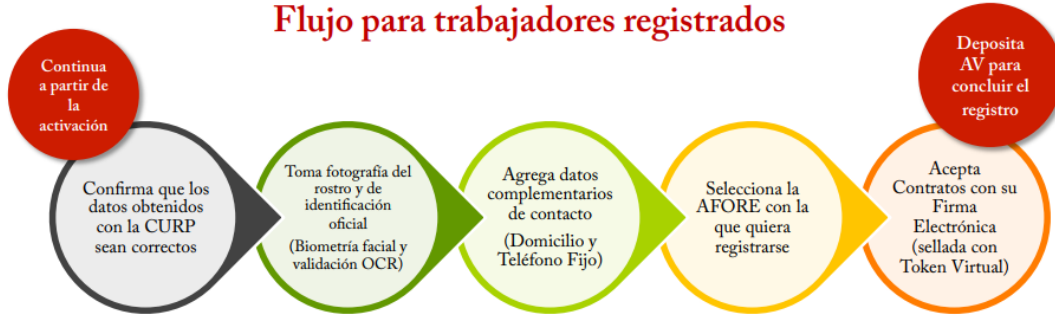 Flujo para trabajadores registrados
Continua
a partir de
la
activación
Confirma que los
datos obtenidos
con la CURP
sean correctos
Toma fotografía del
rostro y de
identificación
oficial
(Biometría facial y
validación OCR)
Agrega datos
complementarios
de contacto
(Domicilio y
Teléfono Fijo)
Selecciona la
AFORE con la
que quiera
registrarse
Deposita
AV para
concluir el
registro
Acepta
Contratos con su
Firma
Electrónica
(sellada con
Token Virtual)